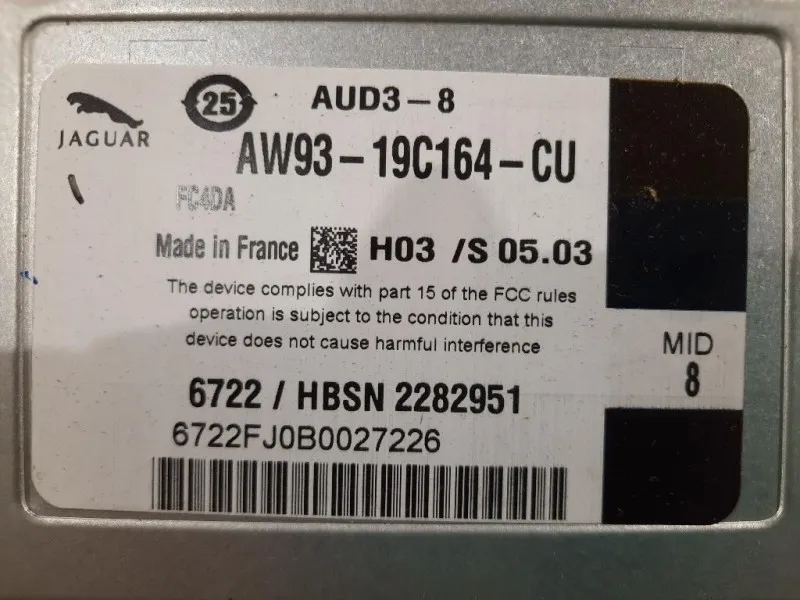 JAGUAR
25
AUD3-8
AW93-19C164-CU
FC4DA
Made in France H03 /S 05.03
The device complies with part 15 of the FCC rules
operation is subject to the condition that this
device does not cause harmful interference
MID
8
6722 / HBSN 2282951
6722FJ0B0027226